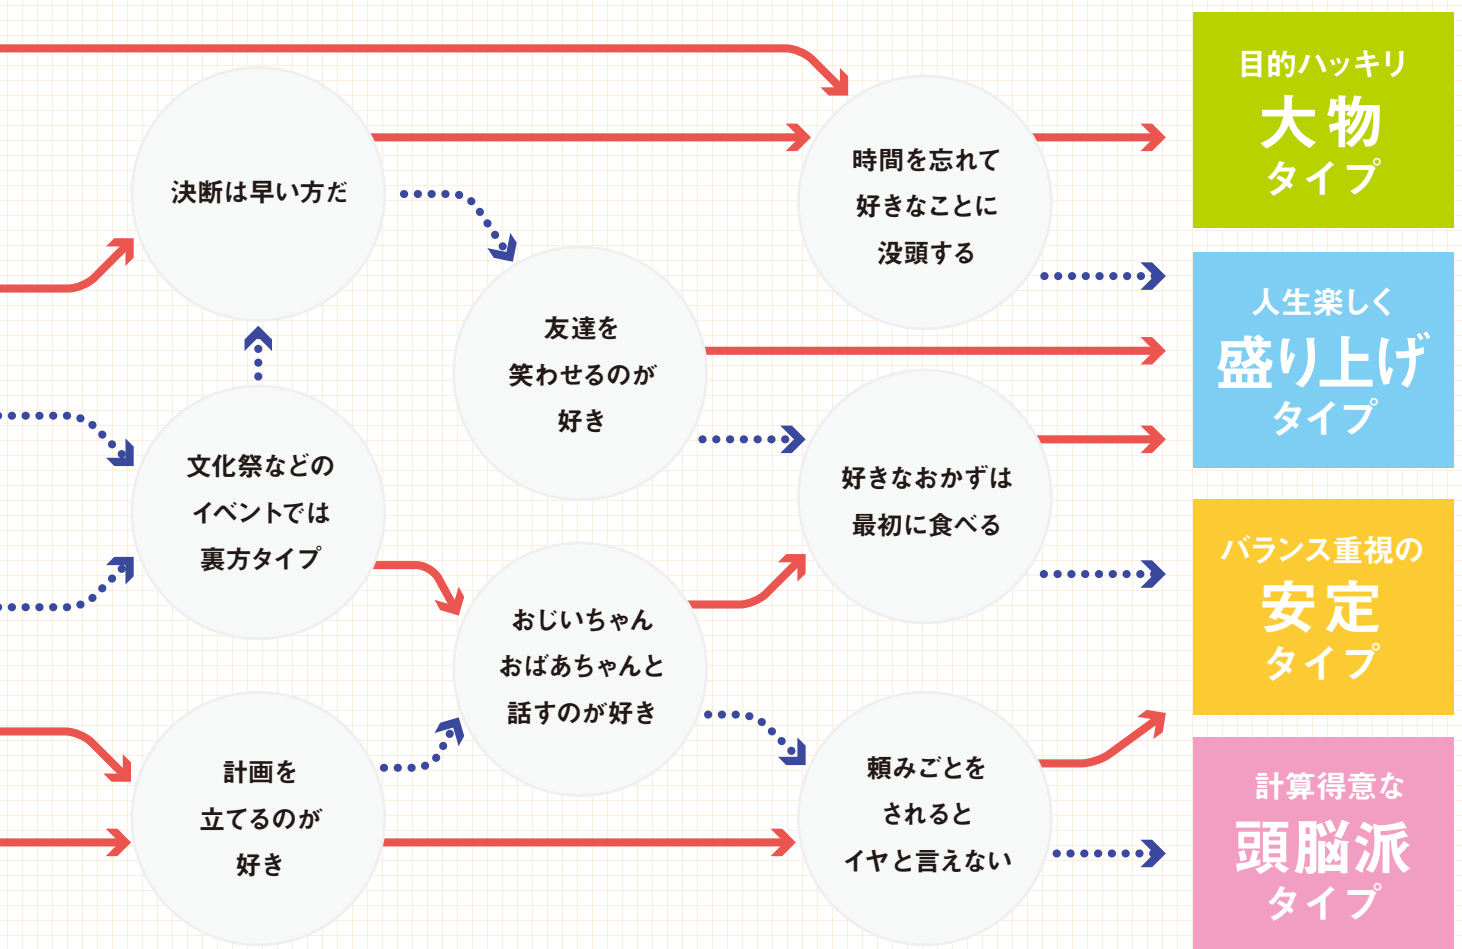 決断は早い方だ
文化祭などの
イベントでは
裏方タイプ
計画を
立てるのが
好き
友達を
笑わせるのが
好き
おじいちゃん
おばあちゃんと
話すのが好き
時間を忘れて
好きなことに
没頭する
好きなおかずは
最初に食べる
頼みごとを
されると
イヤと言えない
目的ハッキリ
大物
タイプ
人生楽しく
盛り上げ
タイプ
バランス重視の
安定
タイプ
計算得意な
頭脳派
タイプ